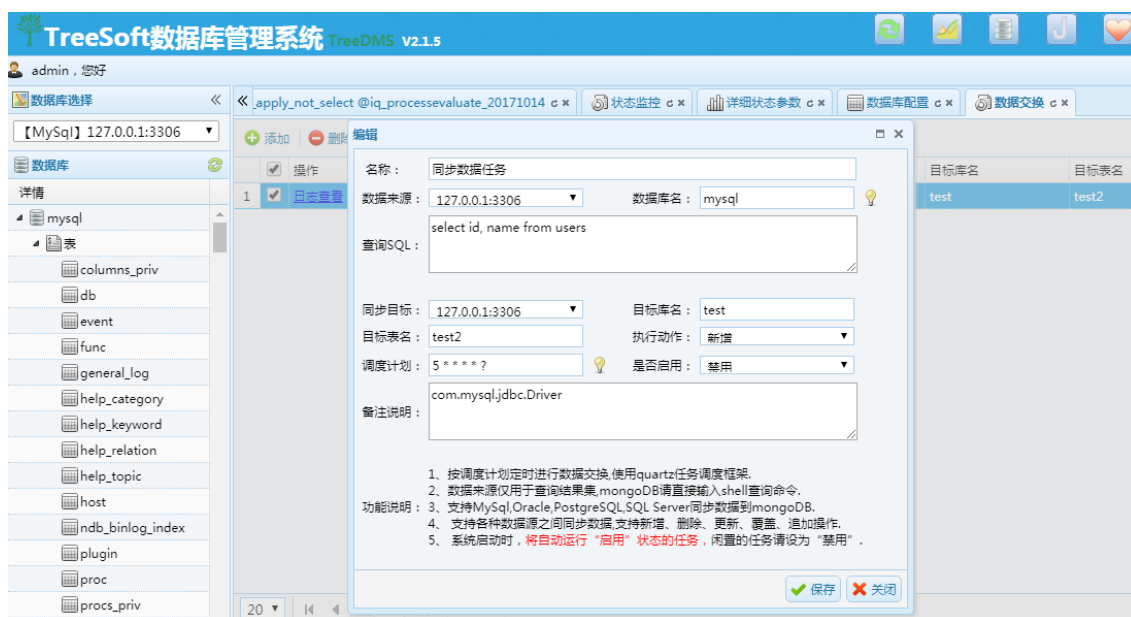 TreeSoft数据库管理系统 TreeDMS V2.1.5
admin，您好
数据库选择
_apply_not_select @iq_processevaluate_20171014
状态监控
详细状态参数
数据库配置
数据交换
【MySql】127.0.0.1:3306
添加
编辑
数据库
操作
目标库名
目标表名
详情
1 日志查看
test
test2
mysql
表
columns_priv
db
event
func
general_log
help_category
help_keyword
help_relation
help_topic
host
ndb_binlog_index
plugin
proc
procs_priv
名称： 同步数据任务
数据来源： 127.0.0.1:3306 数据库名： mysql
查询SQL： select id, name from users
同步目标： 127.0.0.1:3306 目标库名： test
目标表名： test2 执行动作： 新增
调度计划： 5 * * * * ? 是否启用： 禁用
备注说明： com.mysql.jdbc.Driver
功能说明：
1、按调度计划定时进行数据交换,使用quartz任务调度框架.
2、数据来源仅用于查询结果集,mongoDB请直接输入shell查询命令.
3、支持MySql,Oracle,PostgreSQL,SQL Server同步数据到mongoDB.
4、 支持各种数据源之间同步数据,支持新增、删除、更新、覆盖、追加操作.
5、 系统启动时，将自动运行“启用”状态的任务，闲置的任务请设为“禁用”.
保存 关闭
20